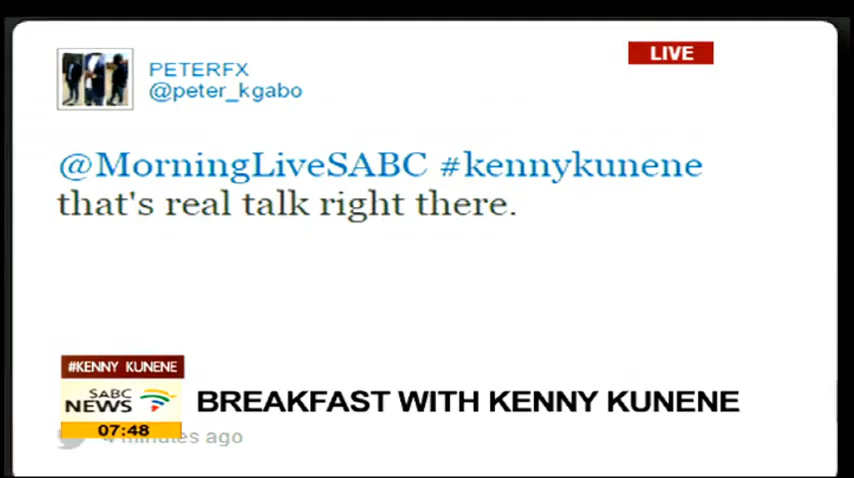 LIVE
PETERFX
@peter_kgabo
@MorningLiveSABC #kennykunene
that's real talk right there.
#KENNY KUNENE
SABC
NEWS
BREAKFAST WITH KENNY KUNENE
07:48
4 minutes ago